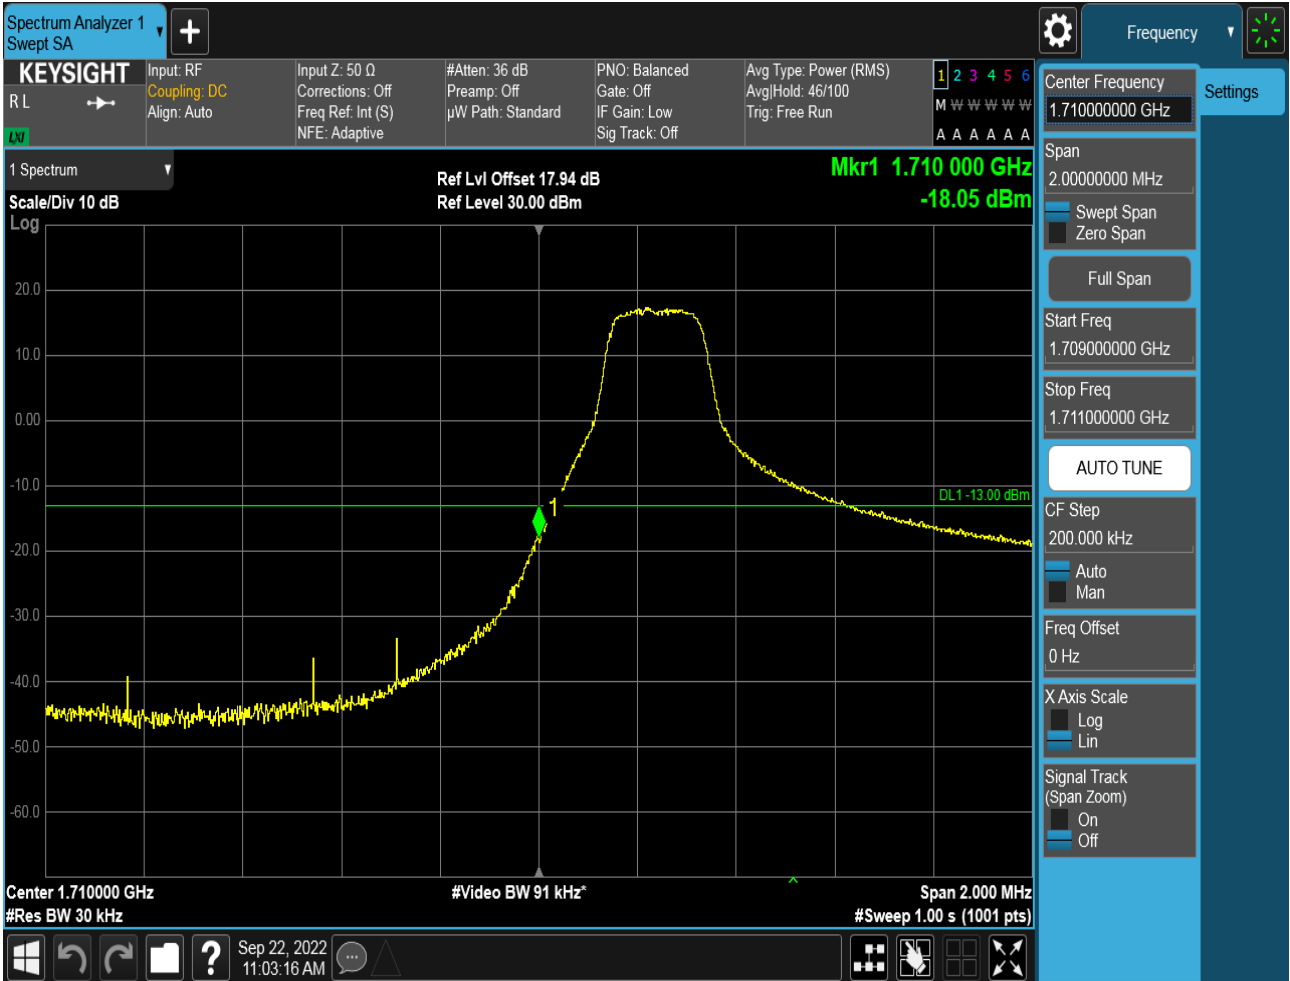 Spectrum Analyzer 1
Swept SA
Frequency
KEYSIGHT
R L
LXI
Input: RF
Coupling: DC
Align: Auto
Input Z: 50 Ω
Corrections: Off
Freq Ref: Int (S)
NFE: Adaptive
#Atten: 36 dB
Preamp: Off
µW Path: Standard
PNO: Balanced
Gate: Off
IF Gain: Low
Sig Track: Off
Avg Type: Power (RMS)
Avg|Hold: 46/100
Trig: Free Run
1 2 3 4 5 6
M W W W W W
A A A A A A
1 Spectrum
Scale/Div 10 dB
Log
Ref Lvl Offset 17.94 dB
Ref Level 30.00 dBm
Mkr1 1.710 000 GHz
-18.05 dBm
20.0
10.0
0.00
-10.0
-20.0
-30.0
-40.0
-50.0
-60.0
DL1 -13.00 dBm
1
Center 1.710000 GHz
#Res BW 30 kHz
#Video BW 91 kHz*
Span 2.000 MHz
#Sweep 1.00 s (1001 pts)
Sep 22, 2022
11:03:16 AM
Center Frequency
1.710000000 GHz
Settings
Span
2.00000000 MHz
Swept Span
Zero Span
Full Span
Start Freq
1.709000000 GHz
Stop Freq
1.711000000 GHz
AUTO TUNE
CF Step
200.000 kHz
Auto
Man
Freq Offset
0 Hz
X Axis Scale
Log
Lin
Signal Track
(Span Zoom)
On
Off